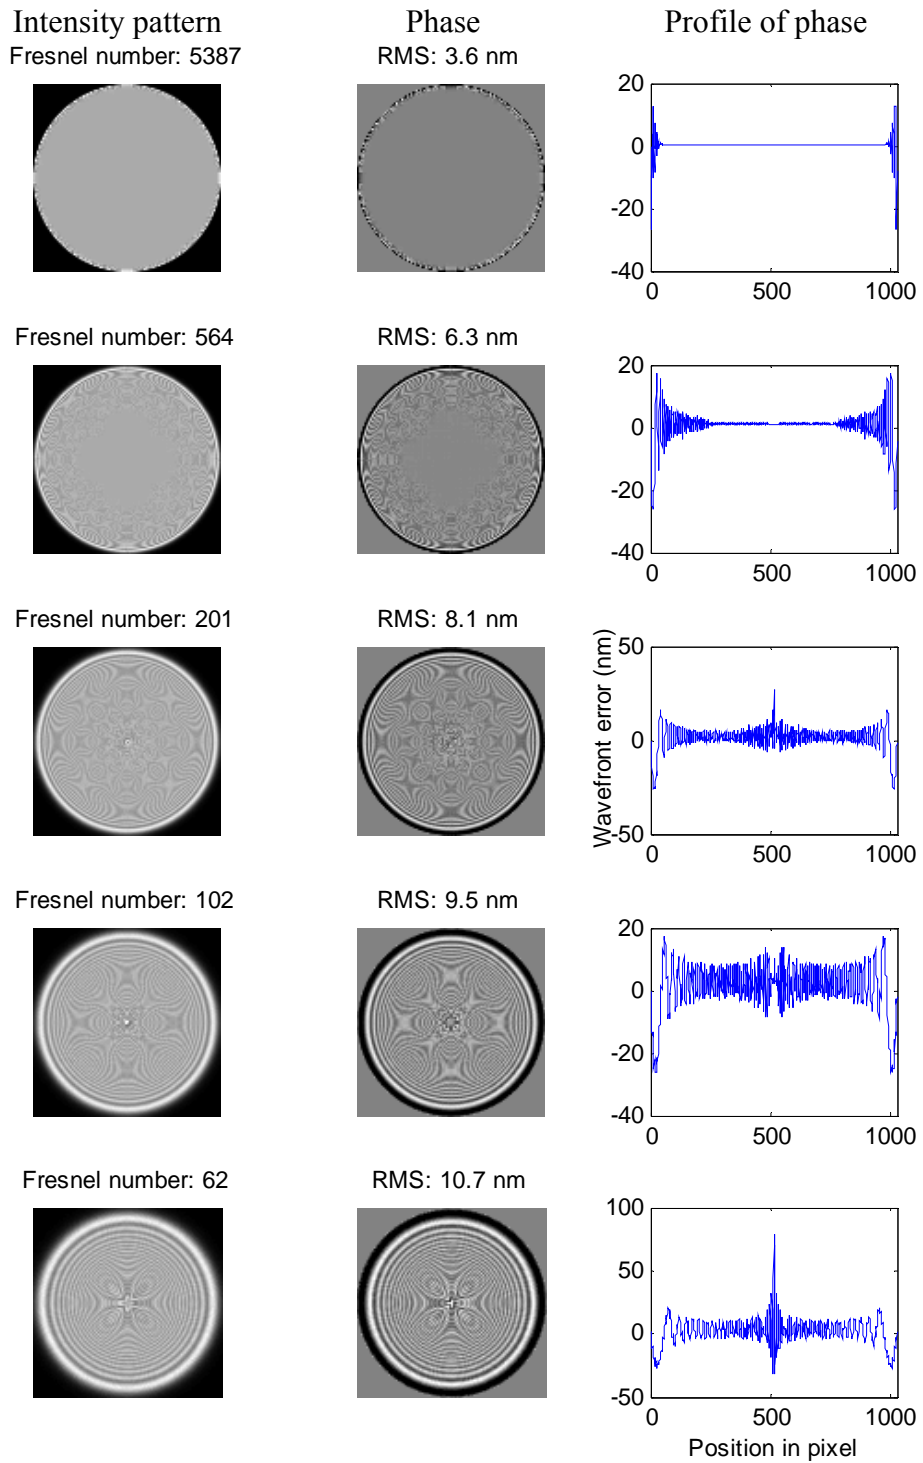 Intensity pattern Phase Profile of phase
Fresnel number: 5387 RMS: 3.6 nm
20
0
-20
-40
0 500 1000
Fresnel number: 564 RMS: 6.3 nm
20
0
-20
-40
0 500 1000
Fresnel number: 201 RMS: 8.1 nm
Wavefront error (nm)
50
0
-50
0 500 1000
Fresnel number: 102 RMS: 9.5 nm
20
0
-20
-40
0 500 1000
Fresnel number: 62 RMS: 10.7 nm
100
50
0
-50
0 500 1000
Position in pixel